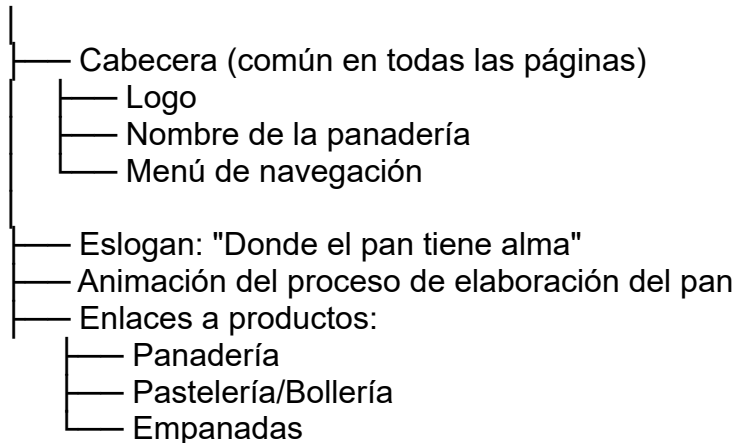 Cabecera (común en todas las páginas)
Logo
Nombre de la panadería
Menú de navegación
Eslogan: "Donde el pan tiene alma"
Animación del proceso de elaboración del pan
Enlaces a productos:
Panadería
Pastelería/Bollería
Empanadas